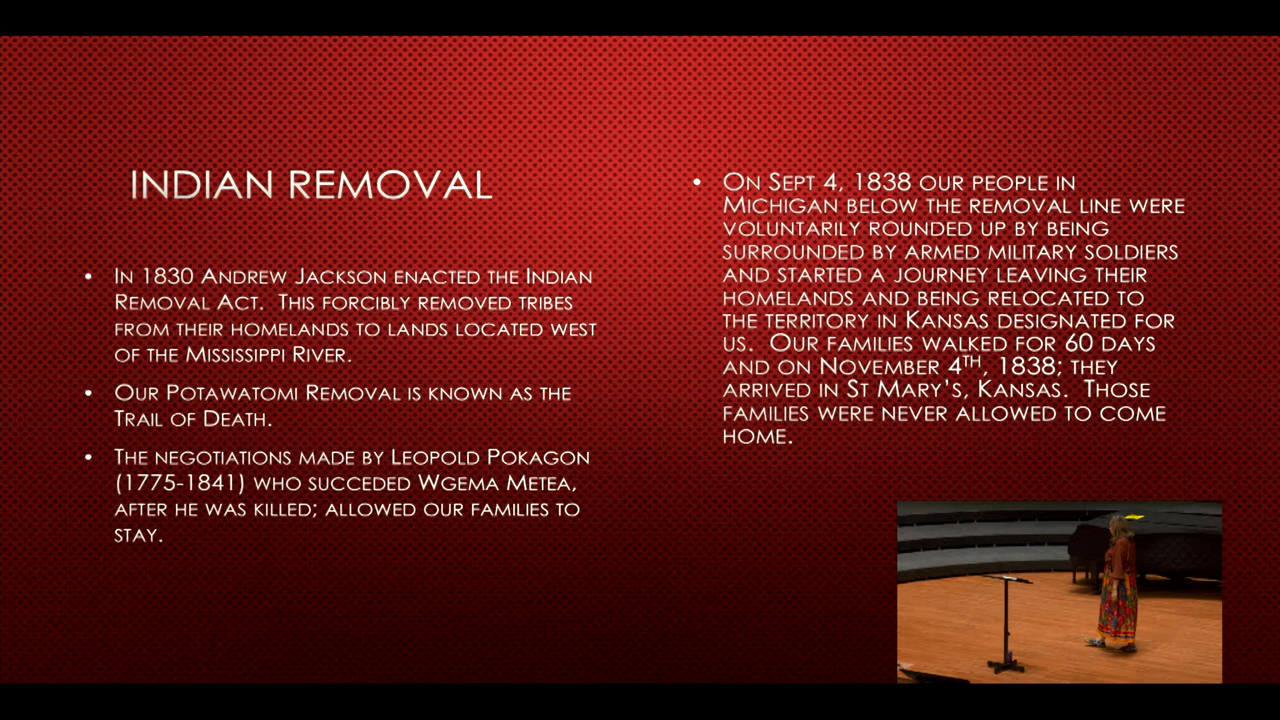 INDIAN REMOVAL
• IN 1830 ANDREW JACKSON ENACTED THE INDIAN
REMOVAL ACT. THIS FORCIBLY REMOVED TRIBES
FROM THEIR HOMELANDS TO LANDS LOCATED WEST
OF THE MISSISSIPPI RIVER.
• OUR POTAWATOMI REMOVAL IS KNOWN AS THE
TRAIL OF DEATH.
• THE NEGOTIATIONS MADE BY LEOPOLD POKAGON
(1775-1841) WHO SUCCEDED WGEMA METEA,
AFTER HE WAS KILLED; ALLOWED OUR FAMILIES TO
STAY.
• ON SEPT 4, 1838 OUR PEOPLE IN
MICHIGAN BELOW THE REMOVAL LINE WERE
VOLUNTARILY ROUNDED UP BY BEING
SURROUNDED BY ARMED MILITARY SOLDIERS
AND STARTED A JOURNEY LEAVING THEIR
HOMELANDS AND BEING RELOCATED TO
THE TERRITORY IN KANSAS DESIGNATED FOR
US. OUR FAMILIES WALKED FOR 60 DAYS
AND ON NOVEMBER 4TH, 1838; THEY
ARRIVED IN ST MARY'S, KANSAS. THOSE
FAMILIES WERE NEVER ALLOWED TO COME
HOME.